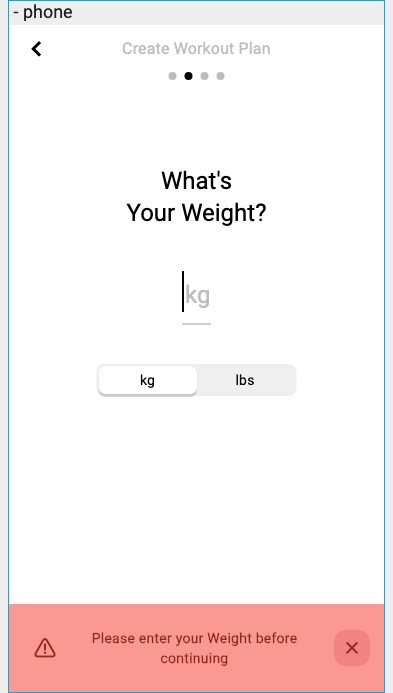 - phone
Create Workout Plan
What's
Your Weight?
kg
kg
lbs
Please enter your Weight before
continuing